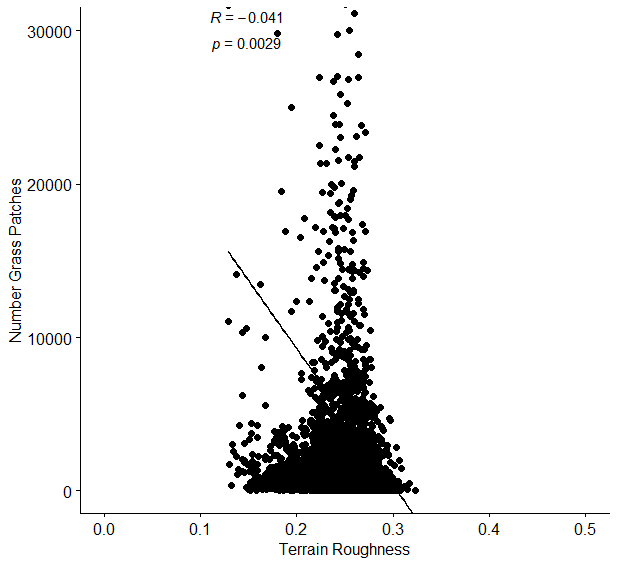 R = −0.041
p = 0.0029
30000
20000
10000
0
Number Grass Patches
0.0 0.1 0.2 0.3 0.4 0.5
Terrain Roughness